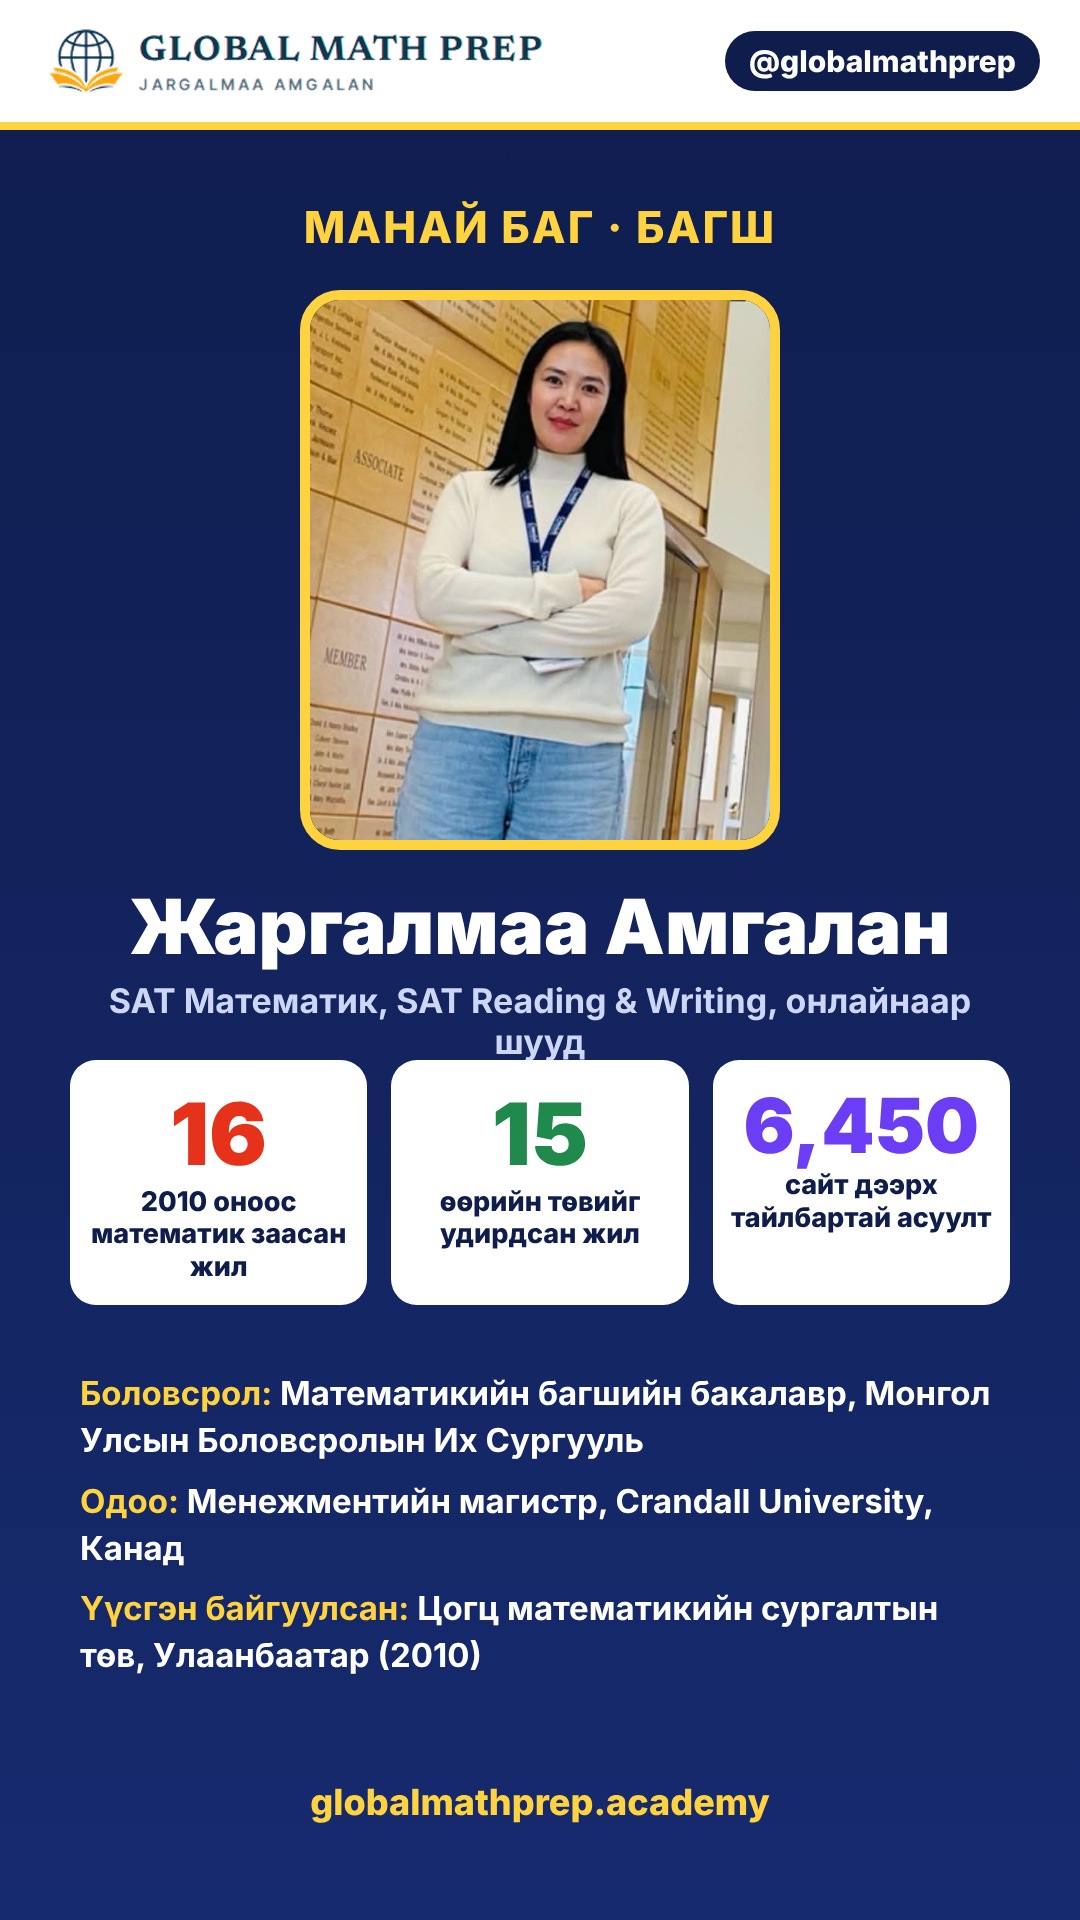 GLOBAL MATH PREP
JARGALMAA AMGALAN
@globalmathprep
МАНАЙ БАГ · БАГШ
ASSOCIATE
MEMBER
Жаргалмаа Амгалан
SAT Математик, SAT Reading & Writing, онлайнаар
шууд
16
2010 оноос
математик заасан
жил
15
өөрийн төвийг
удирдсан жил
6,450
сайт дээрх
тайлбартай асуулт
Боловсрол: Математикийн багшийн бакалавр, Монгол
Улсын Боловсролын Их Сургууль
Одоо: Менежментийн магистр, Crandall University,
Канад
Үүсгэн байгуулсан: Цогц математикийн сургалтын
төв, Улаанбаатар (2010)
globalmathprep.academy